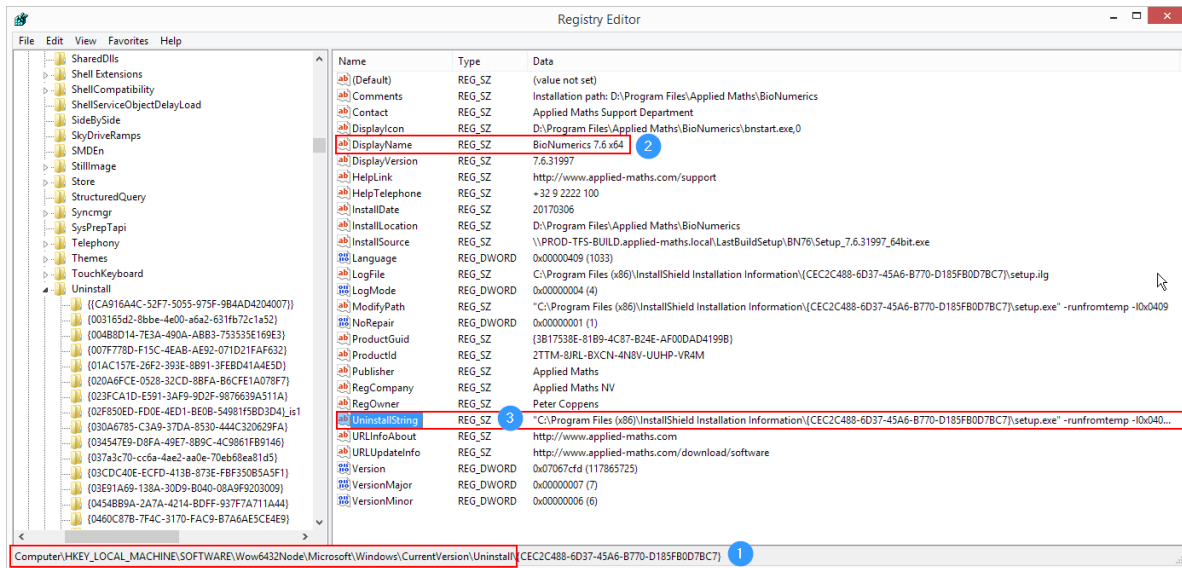 Registry Editor
File Edit View Favorites Help
SharedDlls
Shell Extensions
ShellCompatibility
ShellServiceObjectDelayLoad
SideBySide
SkyDriveRamps
SMDEn
StillImage
Store
StructuredQuery
Syncmgr
SysPrepTapi
Telephony
Themes
TouchKeyboard
Uninstall
{{CA916A4C-52F7-5055-975F-9B4AD4204007}}
{003165d2-8bbe-4e00-a6a2-631fb72c1a52}
{004B8D14-7E3A-490A-ABB3-753535E169E3}
{007F778D-F15C-4EAB-AE92-071D21FAF632}
{01AC157E-26F2-393E-8B91-3FEBD41A4E5D}
{020A6FCE-0528-32CD-8BFA-B6CFE1A078F7}
{023FCA1D-E591-3AF9-9D2F-9876639A511A}
{02F850ED-FD0E-4ED1-BE0B-54981f5BD3D4}_is1
{030A6785-C3A9-37DA-8530-444C320629FA}
{034547E9-D8FA-49E7-8B9C-4C9861FB9146}
{037a3c70-cc6a-4ae2-aa0e-70eb68ea81d5}
{03CDC40E-ECFD-413B-873E-FBF350B5A5F1}
{03E91A69-138A-30D9-B040-08A9F9203009}
{0454BB9A-2A7A-4214-BDFF-937F7A711A44}
{0460C87B-7F4C-3170-FAC9-B7A6AE5CE4E9}
Name Type Data
(Default) REG_SZ (value not set)
Comments REG_SZ Installation path: D:\Program Files\Applied Maths\BioNumerics
Contact REG_SZ Applied Maths Support Department
DisplayIcon REG_SZ D:\Program Files\Applied Maths\BioNumerics\bnstart.exe,0
DisplayName REG_SZ BioNumerics 7.6 x64 2
DisplayVersion REG_SZ 7.6.31997
HelpLink REG_SZ http://www.applied-maths.com/support
HelpTelephone REG_SZ +32 9 2222 100
InstallDate REG_SZ 20170306
InstallLocation REG_SZ D:\Program Files\Applied Maths\BioNumerics
InstallSource REG_SZ \\PROD-TFS-BUILD.applied-maths.local\LastBuildSetup\BN76\Setup_7.6.31997_64bit.exe
Language REG_DWORD 0x00000409 (1033)
LogFile REG_SZ C:\Program Files (x86)\InstallShield Installation Information\{CEC2C488-6D37-45A6-B770-D185FB0D7BC7}\setup.ilg
LogMode REG_DWORD 0x00000004 (4)
ModifyPath REG_SZ "C:\Program Files (x86)\InstallShield Installation Information\{CEC2C488-6D37-45A6-B770-D185FB0D7BC7}\setup.exe" -runfromtemp -l0x0409
NoRepair REG_DWORD 0x00000001 (1)
ProductGuid REG_SZ {3B17538E-81B9-4C87-B24E-AF00DAD4199B}
ProductId REG_SZ 2TTM-8JRL-BXCN-4N8V-UUHP-VR4M
Publisher REG_SZ Applied Maths
RegCompany REG_SZ Applied Maths NV
RegOwner REG_SZ Peter Coppens
UninstallString REG_SZ 3 "C:\Program Files (x86)\InstallShield Installation Information\{CEC2C488-6D37-45A6-B770-D185FB0D7BC7}\setup.exe" -runfromtemp -l0x040...
URLInfoAbout REG_SZ http://www.applied-maths.com
URLUpdateInfo REG_SZ http://www.applied-maths.com/download/software
Version REG_DWORD 0x07067cfd (117865725)
VersionMajor REG_DWORD 0x00000007 (7)
VersionMinor REG_DWORD 0x00000006 (6)
Computer\HKEY_LOCAL_MACHINE\SOFTWARE\Wow6432Node\Microsoft\Windows\CurrentVersion\Uninstall\{CEC2C488-6D37-45A6-B770-D185FB0D7BC7} 1